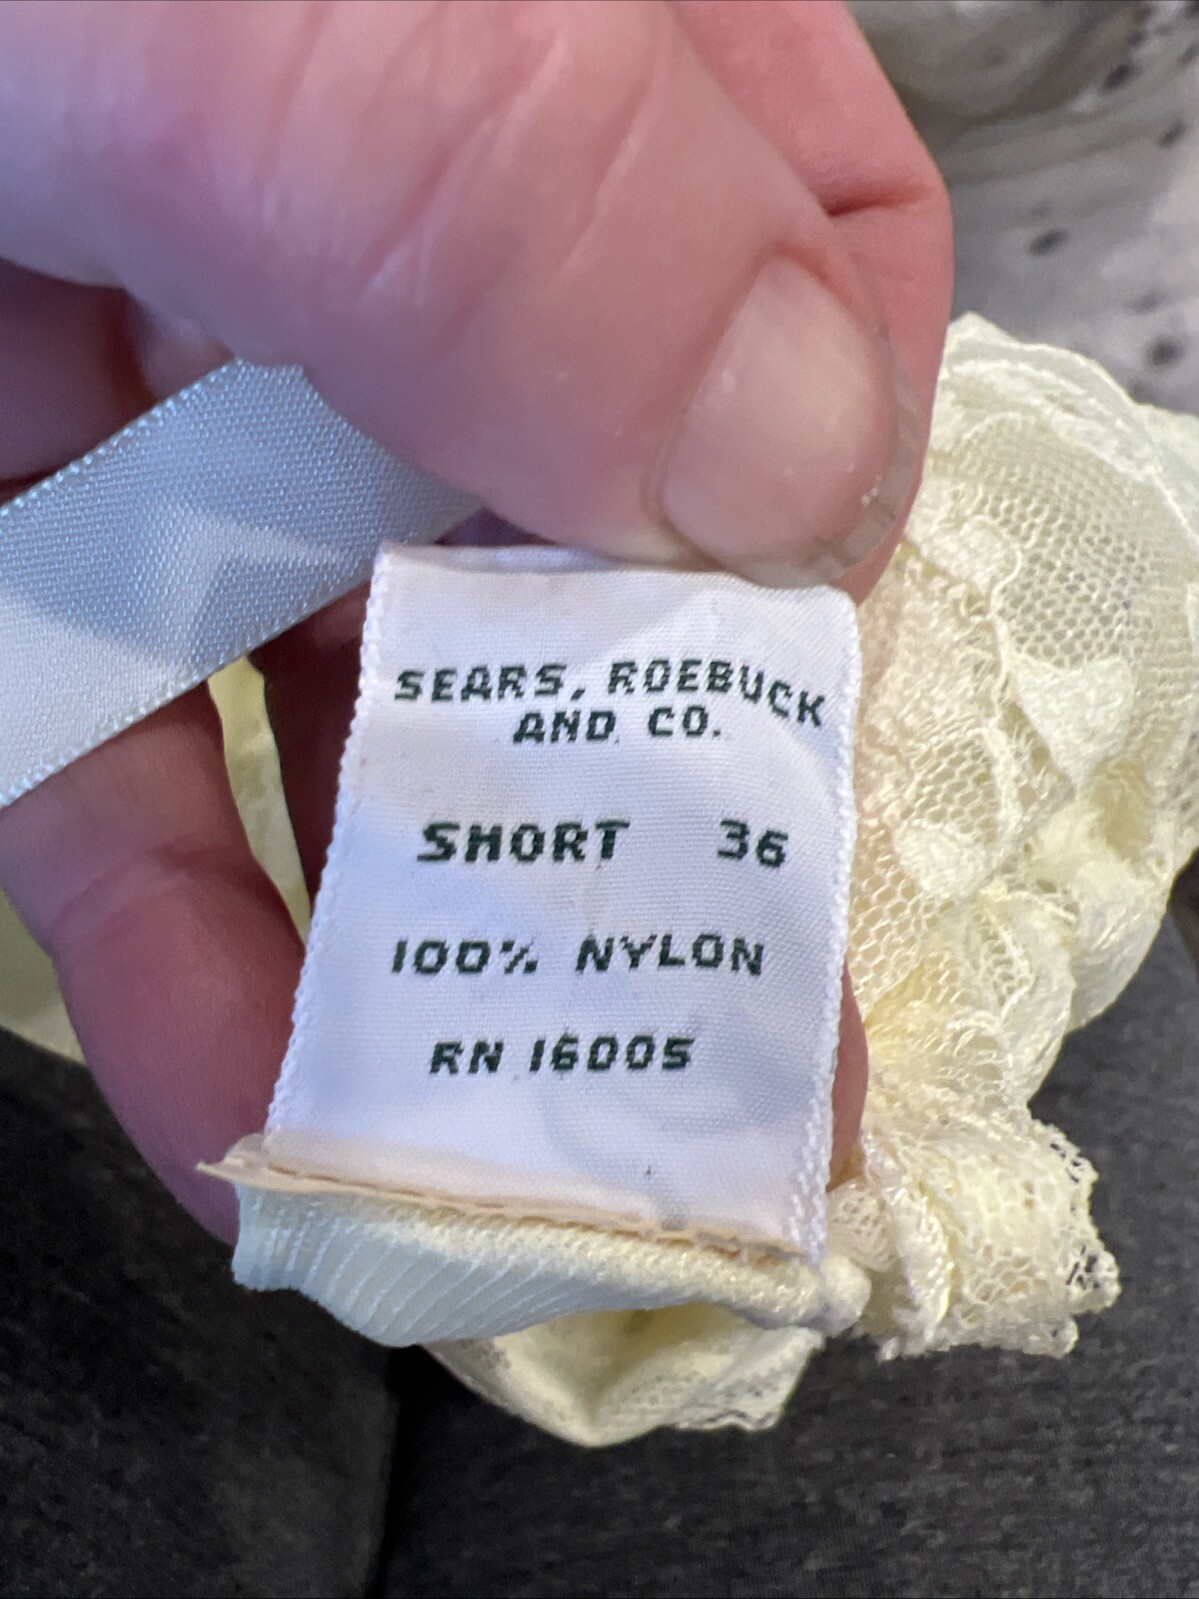 SEARS, ROEBUCK
AND CO.
SHORT 36
100% NYLON
RN 16005